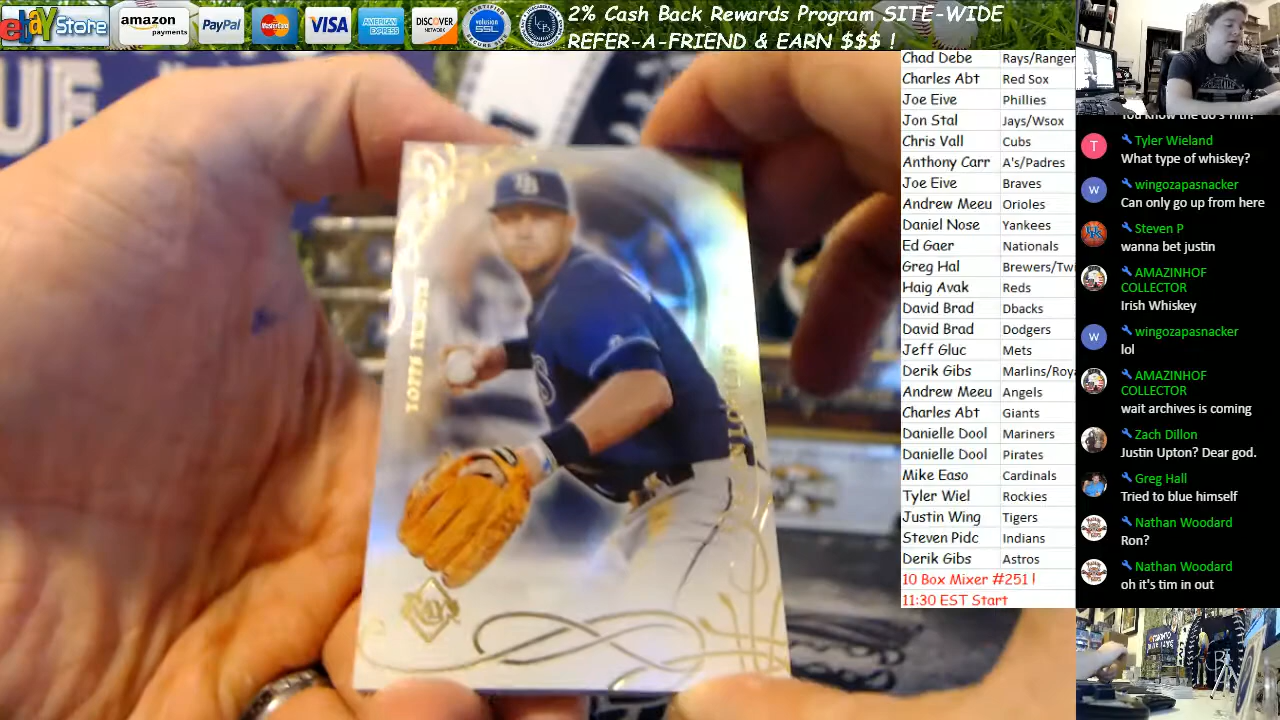 ebay Store
amazon payments
PayPal
MasterCard
VISA
AMERICAN EXPRESS
DISCOVER NETWORK
volusion SSL
2% Cash Back Rewards Program SITE-WIDE
REFER-A-FRIEND & EARN $$$ !
Chad Debe Rays/Ranger
Charles Abt Red Sox
Joe Eive Phillies
Jon Stal Jays/Wsox
Chris Vall Cubs
Anthony Carr A's/Padres
Joe Eive Braves
Andrew Meeu Orioles
Daniel Nose Yankees
Ed Gaer Nationals
Greg Hal Brewers/Tw
Haig Avak Reds
David Brad Dbacks
David Brad Dodgers
Jeff Gluc Mets
Derik Gibs Marlins/Roy
Andrew Meeu Angels
Charles Abt Giants
Danielle Dool Mariners
Danielle Dool Pirates
Mike Easo Cardinals
Tyler Wiel Rockies
Justin Wing Tigers
Steven Pidc Indians
Derik Gibs Astros
10 Box Mixer #251 !
11:30 EST Start
T Tyler Wieland
What type of whiskey?
w wingozapasnacker
Can only go up from here
Steven P
wanna bet justin
AMAZINHOF
COLLECTOR
Irish Whiskey
w wingozapasnacker
lol
AMAZINHOF
COLLECTOR
wait archives is coming
Zach Dillon
Justin Upton? Dear god.
Greg Hall
Tried to blue himself
Nathan Woodard
Ron?
Nathan Woodard
oh it's tim in out
TB
Rays